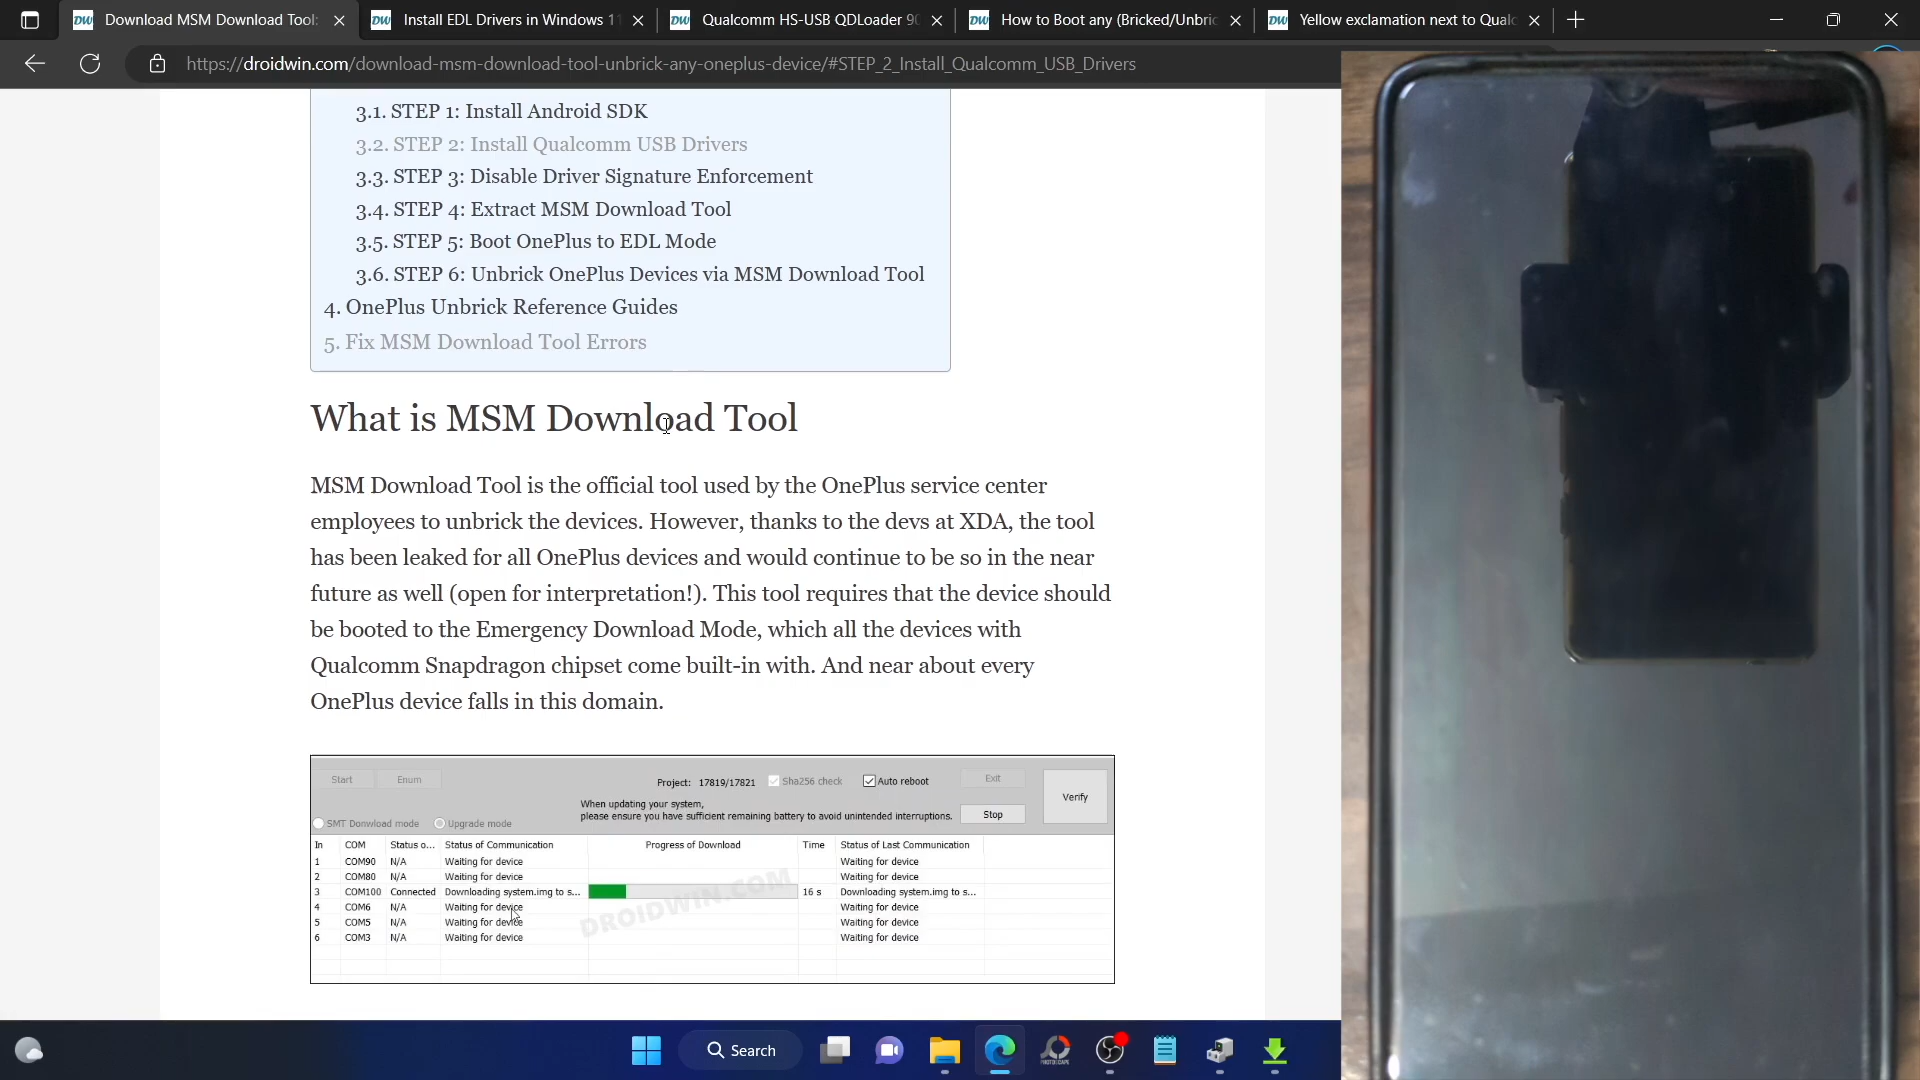 Download MSM Download Tool:
Install EDL Drivers in Windows 11
Qualcomm HS-USB QDLoader 90
How to Boot any (Bricked/Unbric
Yellow exclamation next to Qualc
https://droidwin.com/download-msm-download-tool-unbrick-any-oneplus-device/#STEP_2_Install_Qualcomm_USB_Drivers
3.1. STEP 1: Install Android SDK
3.2. STEP 2: Install Qualcomm USB Drivers
3.3. STEP 3: Disable Driver Signature Enforcement
3.4. STEP 4: Extract MSM Download Tool
3.5. STEP 5: Boot OnePlus to EDL Mode
3.6. STEP 6: Unbrick OnePlus Devices via MSM Download Tool
4. OnePlus Unbrick Reference Guides
5. Fix MSM Download Tool Errors
What is MSM Download Tool
MSM Download Tool is the official tool used by the OnePlus service center
employees to unbrick the devices. However, thanks to the devs at XDA, the tool
has been leaked for all OnePlus devices and would continue to be so in the near
future as well (open for interpretation!). This tool requires that the device should
be booted to the Emergency Download Mode, which all the devices with
Qualcomm Snapdragon chipset come built-in with. And near about every
OnePlus device falls in this domain.
Start Enum Project: 17819/17821 Sha256 check Auto reboot Exit
Verify
When updating your system,
please ensure you have sufficient remaining battery to avoid unintended interruptions. Stop
SMT Donwload mode Upgrade mode
In COM Status o... Status of Communication Progress of Download Time Status of Last Communication
1 COM90 N/A Waiting for device Waiting for device
2 COM80 N/A Waiting for device Waiting for device
3 COM100 Connected Downloading system.img to s... 16 s Downloading system.img to s...
4 COM6 N/A Waiting for device Waiting for device
5 COM5 N/A Waiting for device Waiting for device
6 COM3 N/A Waiting for device Waiting for device
DROIDWIN.COM
Search